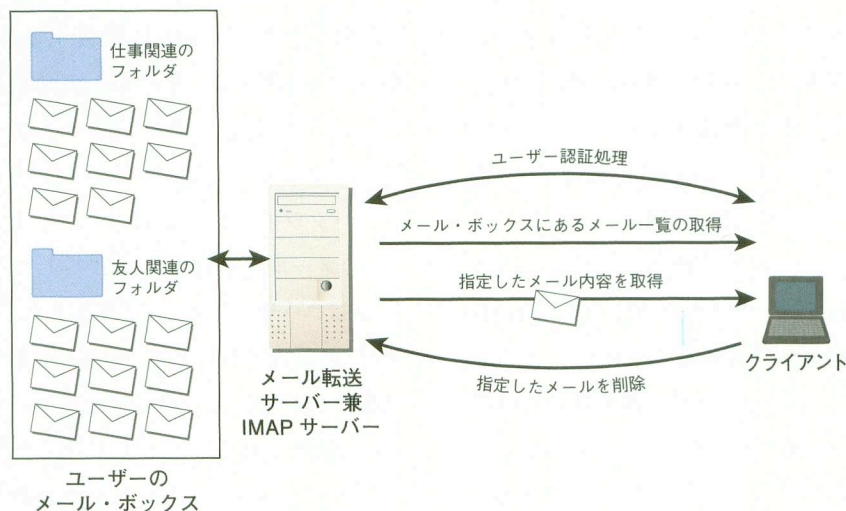 仕事関連の
フォルダ
友人関連の
フォルダ
ユーザーの
メール・ボックス
メール転送
サーバー兼
IMAP サーバー
ユーザー認証処理
メール・ボックスにあるメール一覧の取得
指定したメール内容を取得
指定したメールを削除
クライアント